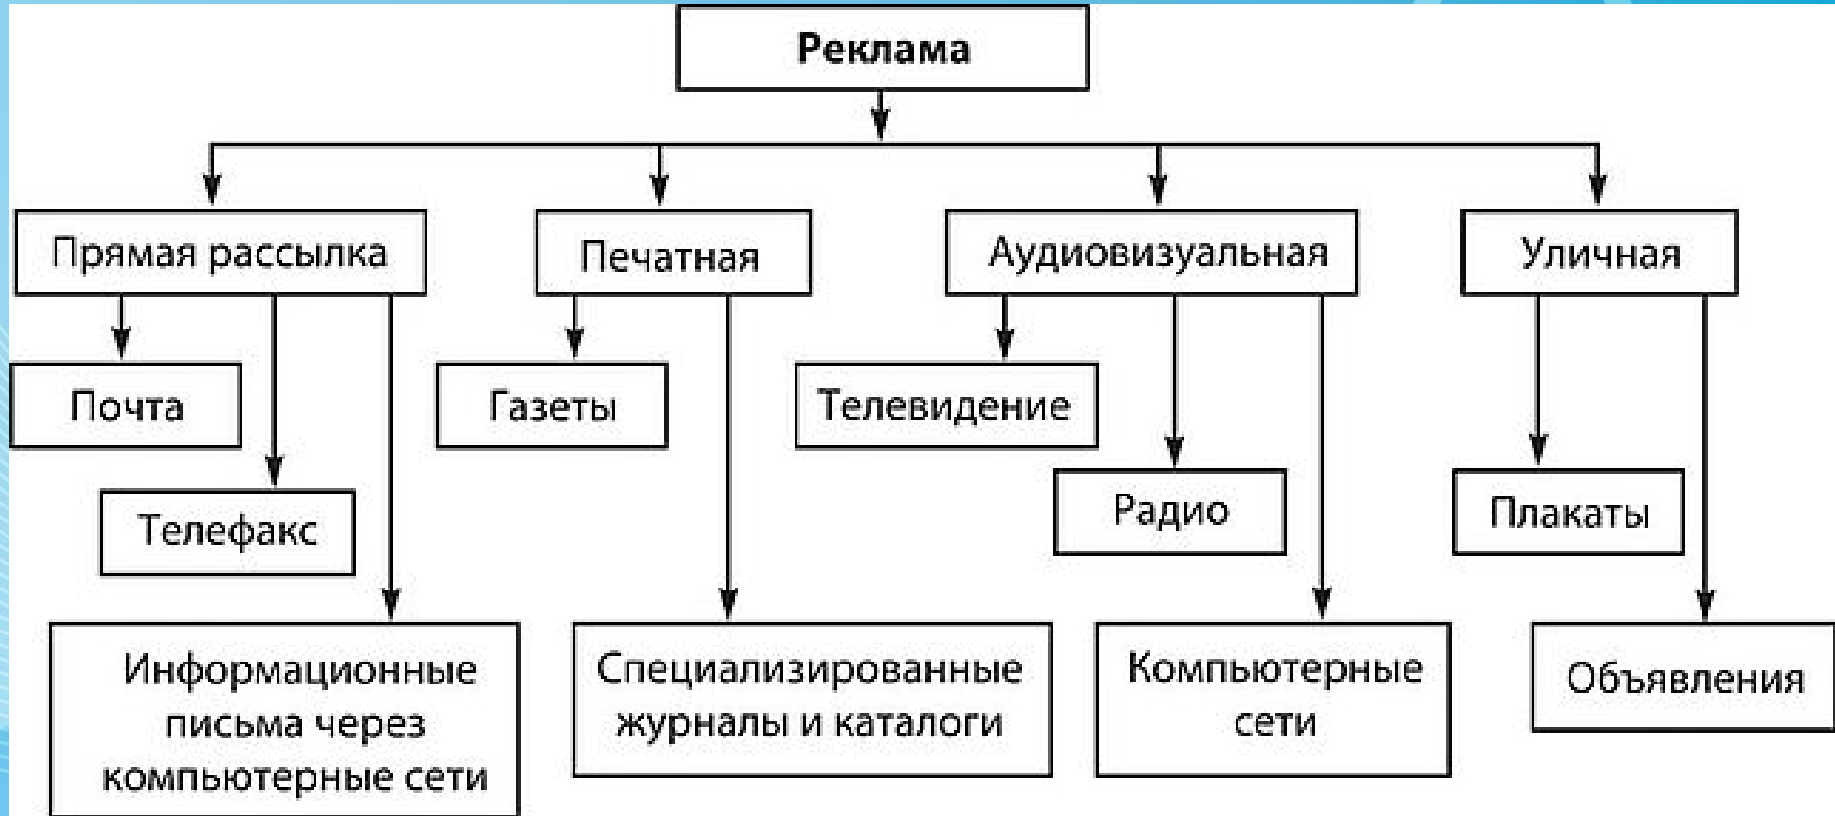 Реклама
Прямая рассылка
Печатная
Аудиовизуальная
Уличная
Почта
Газеты
Телевидение
Телефакс
Радио
Плакаты
Информационные
письма через
компьютерные сети
Специализированные
журналы и каталоги
Компьютерные
сети
Объявления